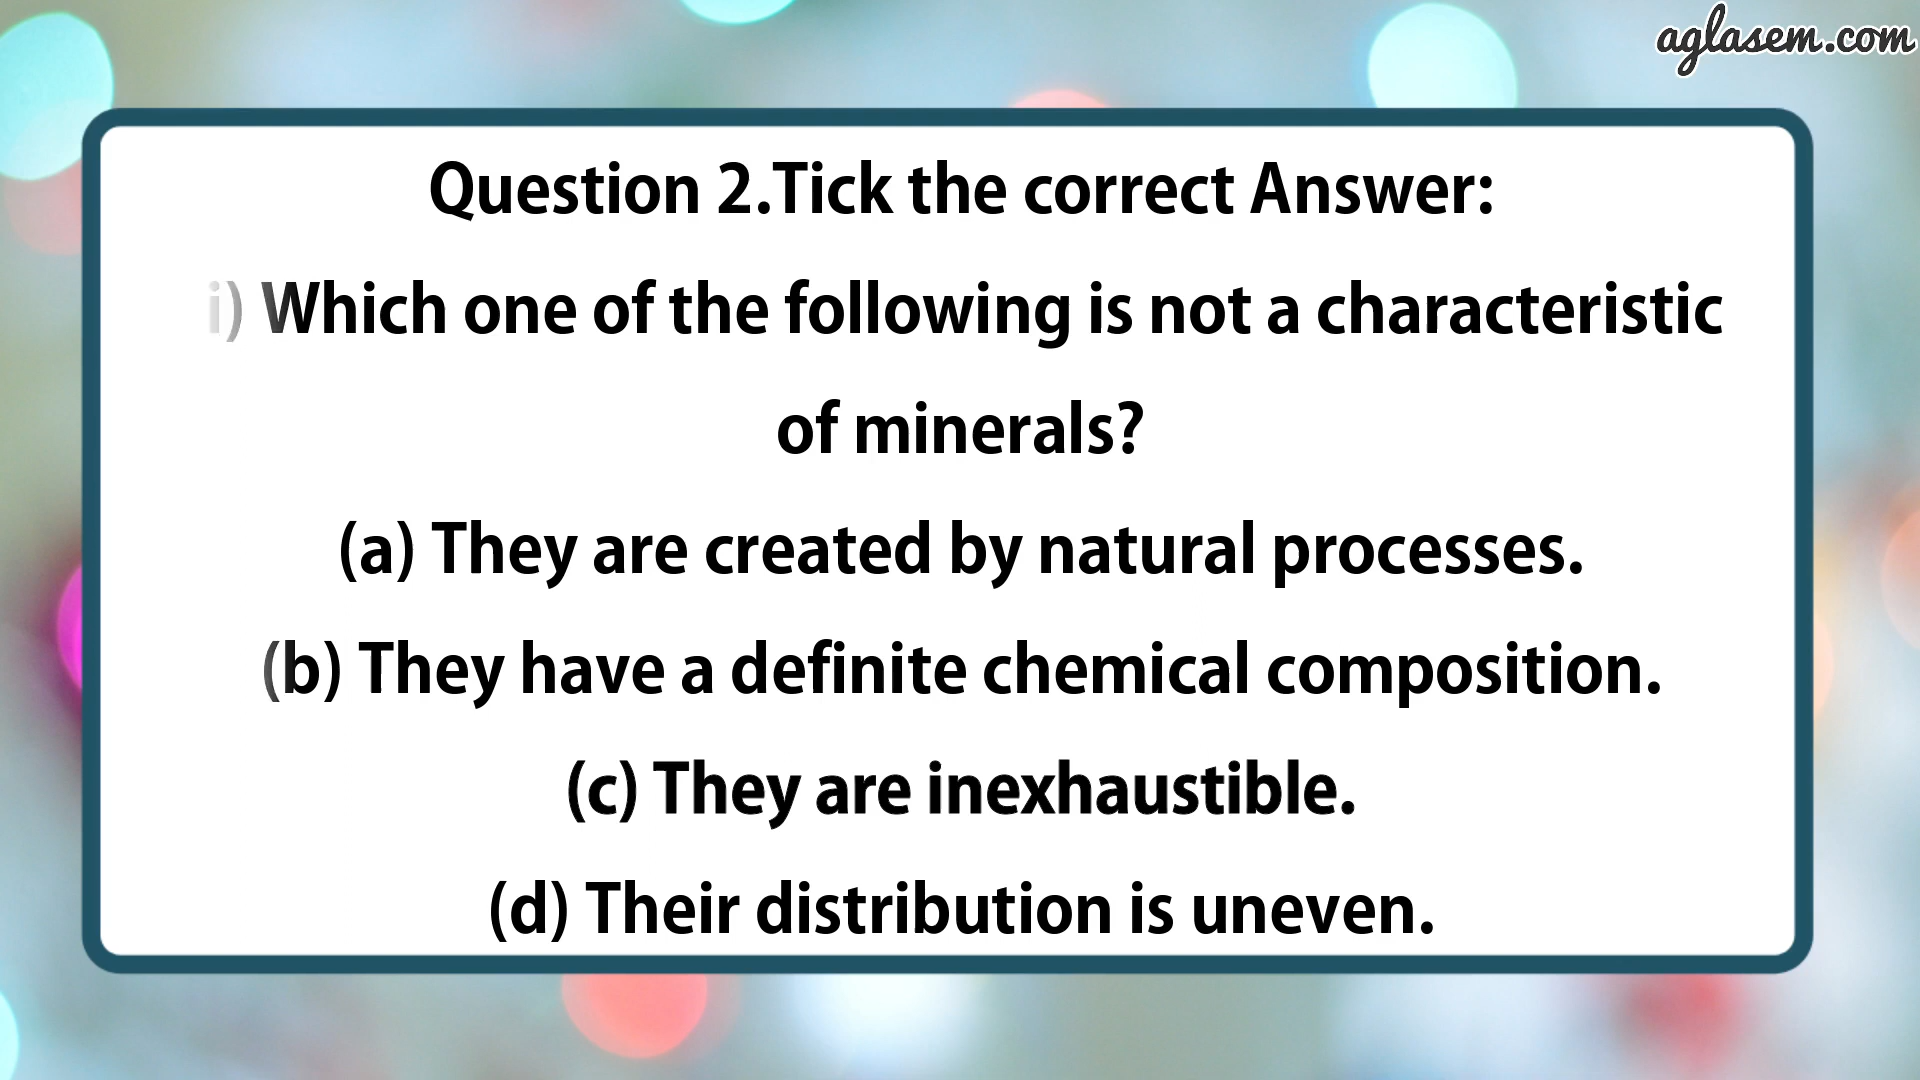 aglasem.com
Question 2.Tick the correct Answer:
i) Which one of the following is not a characteristic
of minerals?
(a) They are created by natural processes.
(b) They have a definite chemical composition.
(c) They are inexhaustible.
(d) Their distribution is uneven.